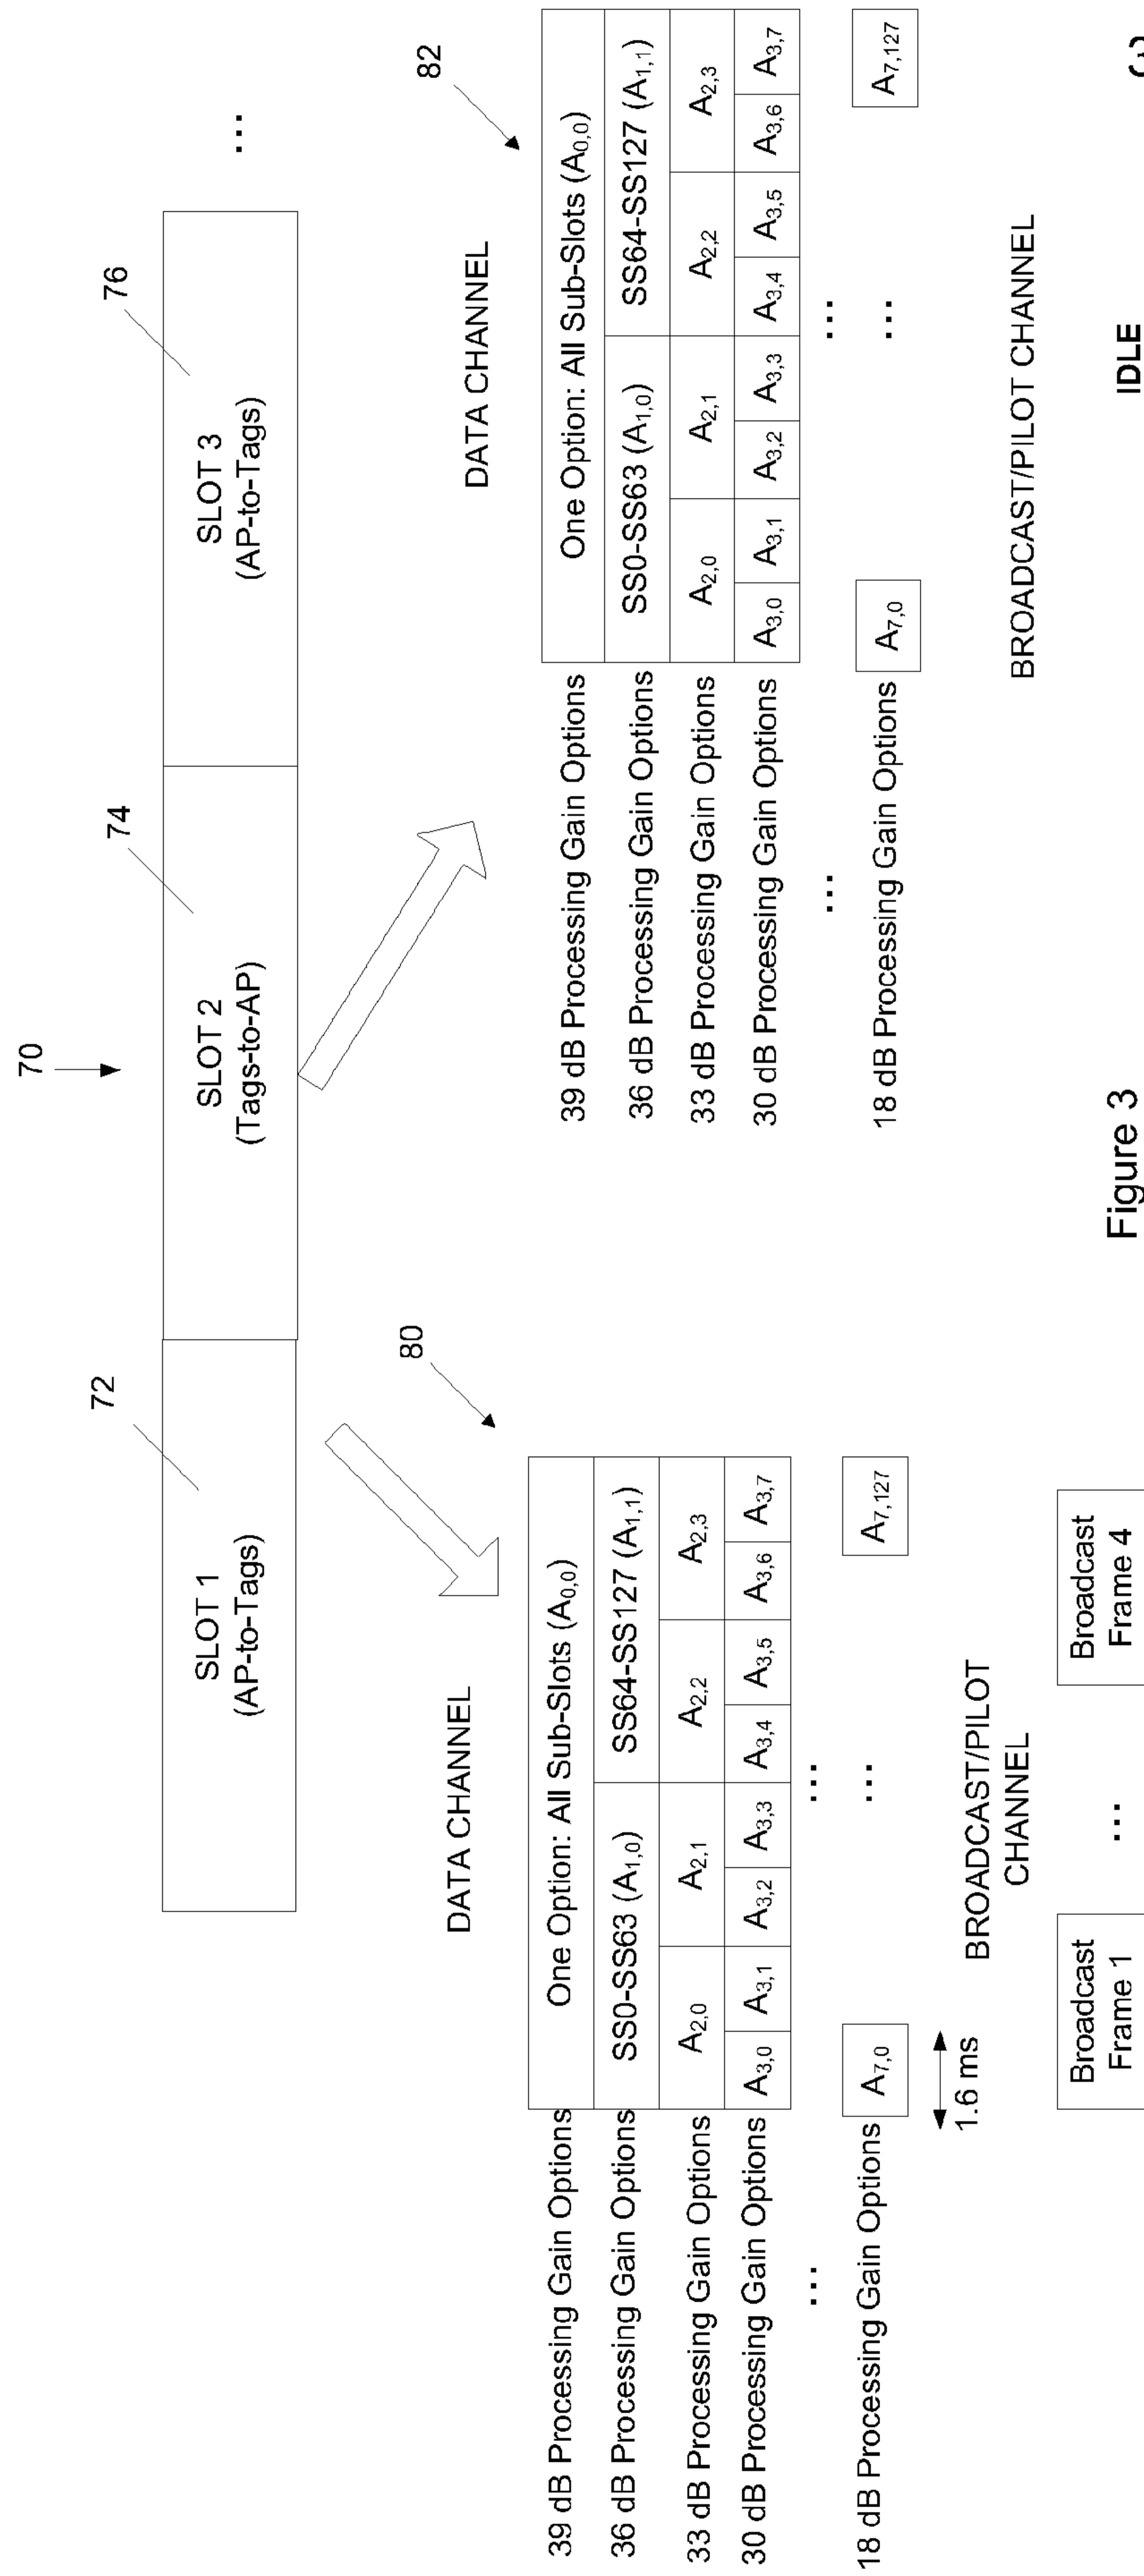 70
72
74
76
SLOT 1
(AP-to-Tags)
SLOT 2
(Tags-to-AP)
SLOT 3
(AP-to-Tags)
...
80
DATA CHANNEL
39 dB Processing Gain Options
One Option: All Sub-Slots (A0,0)
36 dB Processing Gain Options
SS0-SS63 (A1,0)
SS64-SS127 (A1,1)
33 dB Processing Gain Options
A2,0
A2,1
A2,2
A2,3
30 dB Processing Gain Options
A3,0
A3,1
A3,2
A3,3
A3,4
A3,5
A3,6
A3,7
...
...
18 dB Processing Gain Options
A7,0
...
A7,127
1.6 ms
BROADCAST/PILOT
CHANNEL
Broadcast
Frame 1
...
Broadcast
Frame 4
82
DATA CHANNEL
39 dB Processing Gain Options
One Option: All Sub-Slots (A0,0)
36 dB Processing Gain Options
SS0-SS63 (A1,0)
SS64-SS127 (A1,1)
33 dB Processing Gain Options
A2,0
A2,1
A2,2
A2,3
30 dB Processing Gain Options
A3,0
A3,1
A3,2
A3,3
A3,4
A3,5
A3,6
A3,7
...
...
18 dB Processing Gain Options
A7,0
...
A7,127
BROADCAST/PILOT CHANNEL
IDLE
Figure 3